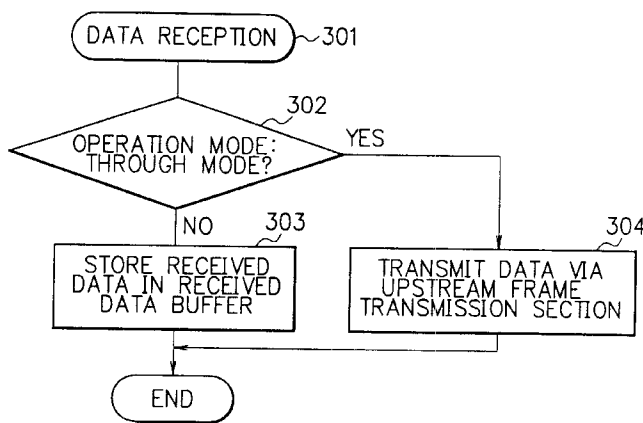 DATA RECEPTION
301
302
OPERATION MODE:
THROUGH MODE?
YES
NO
303
STORE RECEIVED
DATA IN RECEIVED
DATA BUFFER
304
TRANSMIT DATA VIA
UPSTREAM FRAME
TRANSMISSION SECTION
END